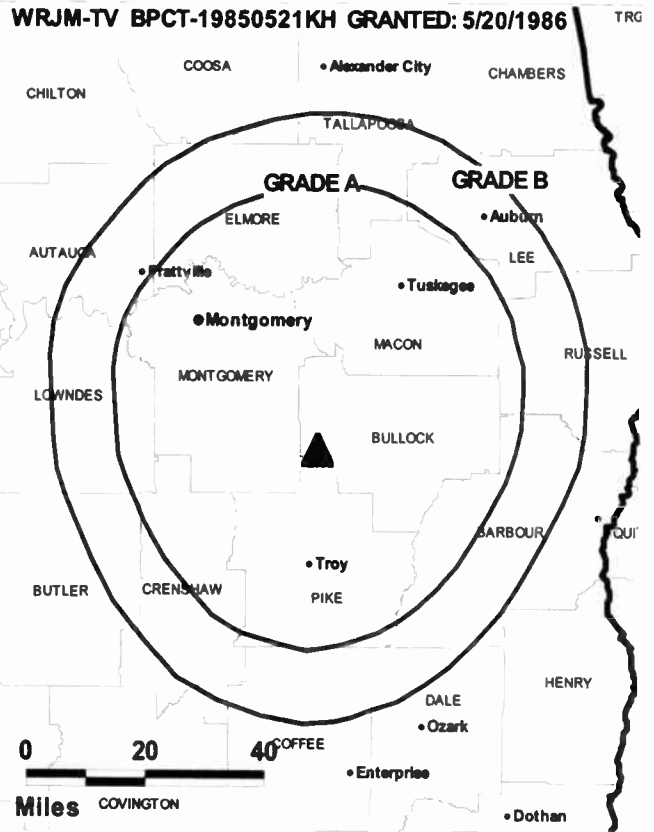 WRJM-TV BPCT-19850521KH GRANTED: 5/20/1986
TRO
COOSA
Alexander City
CHAMBERS
CHILTON
TALLAPOOSA
GRADE A
GRADE B
ELMORE
Auburn
AUTAUGA
LEE
Prattville
Tuskegee
Montgomery
MACON
RUSSELL
MONTGOMERY
LOWNDES
BULLOCK
BARBOUR
QUI
Troy
BUTLER
CRENSHAW
PIKE
HENRY
DALE
Ozark
0 20 40
COFFEE
Enterprise
Miles
COVINGTON
Dothan